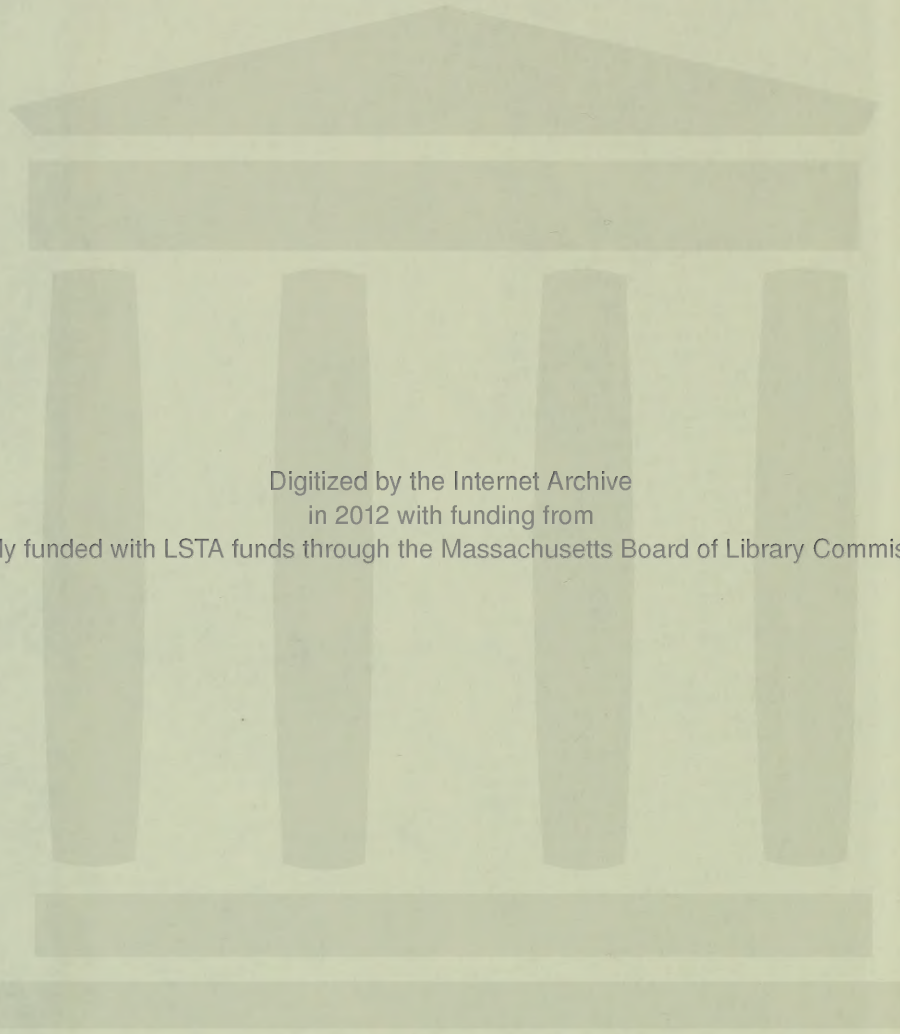 Digitized by the Internet Archive
in 2012 with funding from
ly funded with LSTA funds through the Massachusetts Board of Library Commis